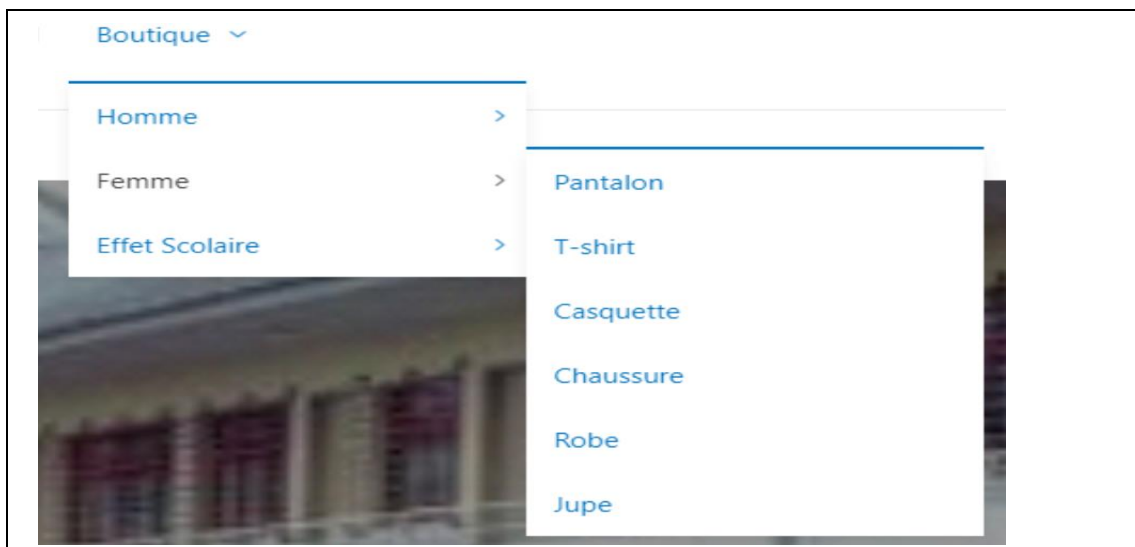 Boutique
Homme
Femme
Effet Scolaire
Pantalon
T-shirt
Casquette
Chaussure
Robe
Jupe